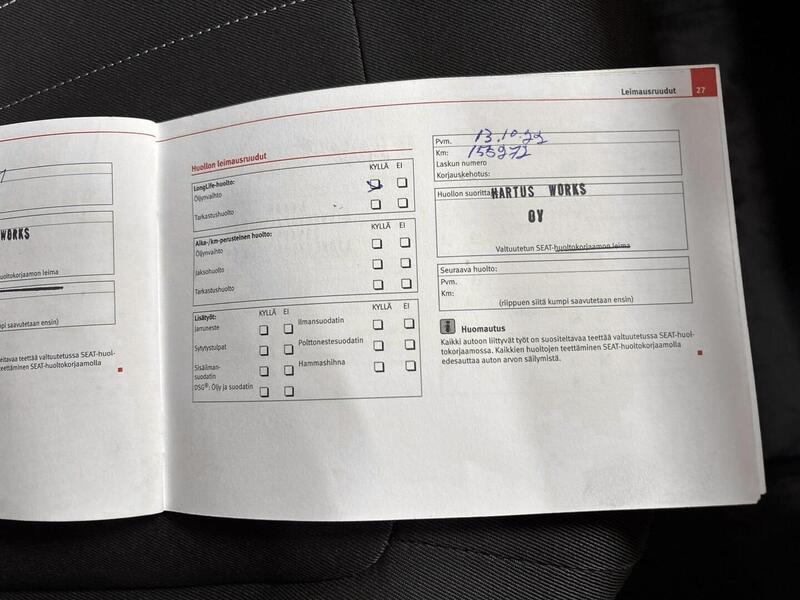 WORKS
huoltokorjaamon leima
saavutetaan ensin)
teettää valtuutetussa SEAT-huol-
teettäminen SEAT-huoltokorjaamolla
Leimausruudut 27
Huollon leimausruudut
KYLLÄ EI
LongLife-huolto:
Öljynvaihto
Tarkastushuolto
KYLLÄ EI
Aika-/km-perusteinen huolto:
Öljynvaihto
Jaksohuolto
Tarkastushuolto
Lisätyöt: KYLLÄ EI KYLLÄ EI
Jarruneste Ilmansuodatin
Sytytystulpat Polttonestesuodatin
Sisäilman-
suodatin Hammashihna
DSG®: Öljy ja suodatin
Pvm. 13.10.22
Km: 155972
Laskun numero
Korjauskehotus:
Huollon suoritta
HARTUS WORKS
OY
Valtuutetun SEAT-huoltokorjaamon leima
Seuraava huolto:
Pvm.
Km:
(riippuen siitä kumpi saavutetaan ensin)
i Huomautus
Kaikki autoon liittyvät työt on suositeltavaa teettää valtuutetussa SEAT-huol-
tokorjaamossa. Kaikkien huoltojen teettäminen SEAT-huoltokorjaamolla
edesauttaa auton arvon säilymistä.